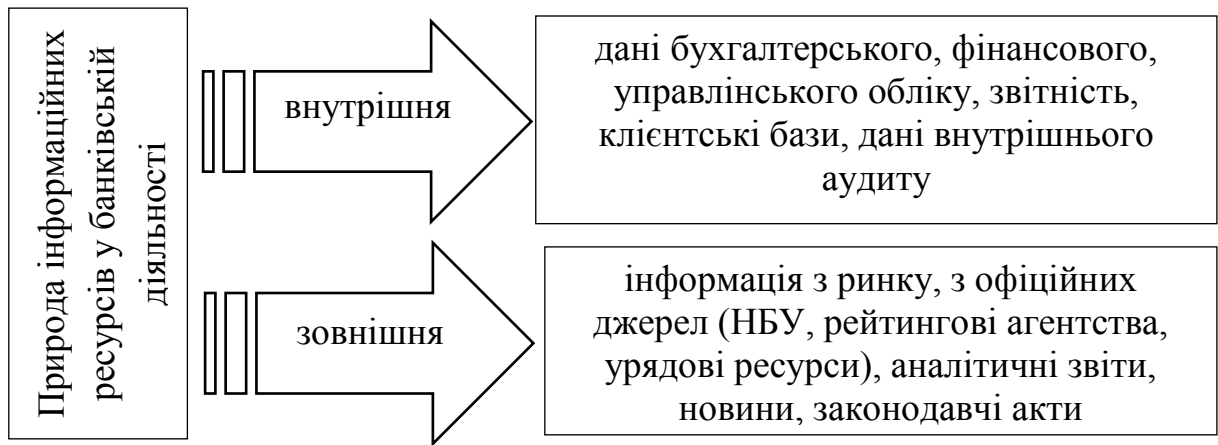 Природа інформаційних
ресурсів у банківській
діяльності
внутрішня
дані бухгалтерського, фінансового,
управлінського обліку, звітність,
клієнтські бази, дані внутрішнього
аудиту
зовнішня
інформація з ринку, з офіційних
джерел (НБУ, рейтингові агентства,
урядові ресурси), аналітичні звіти,
новини, законодавчі акти